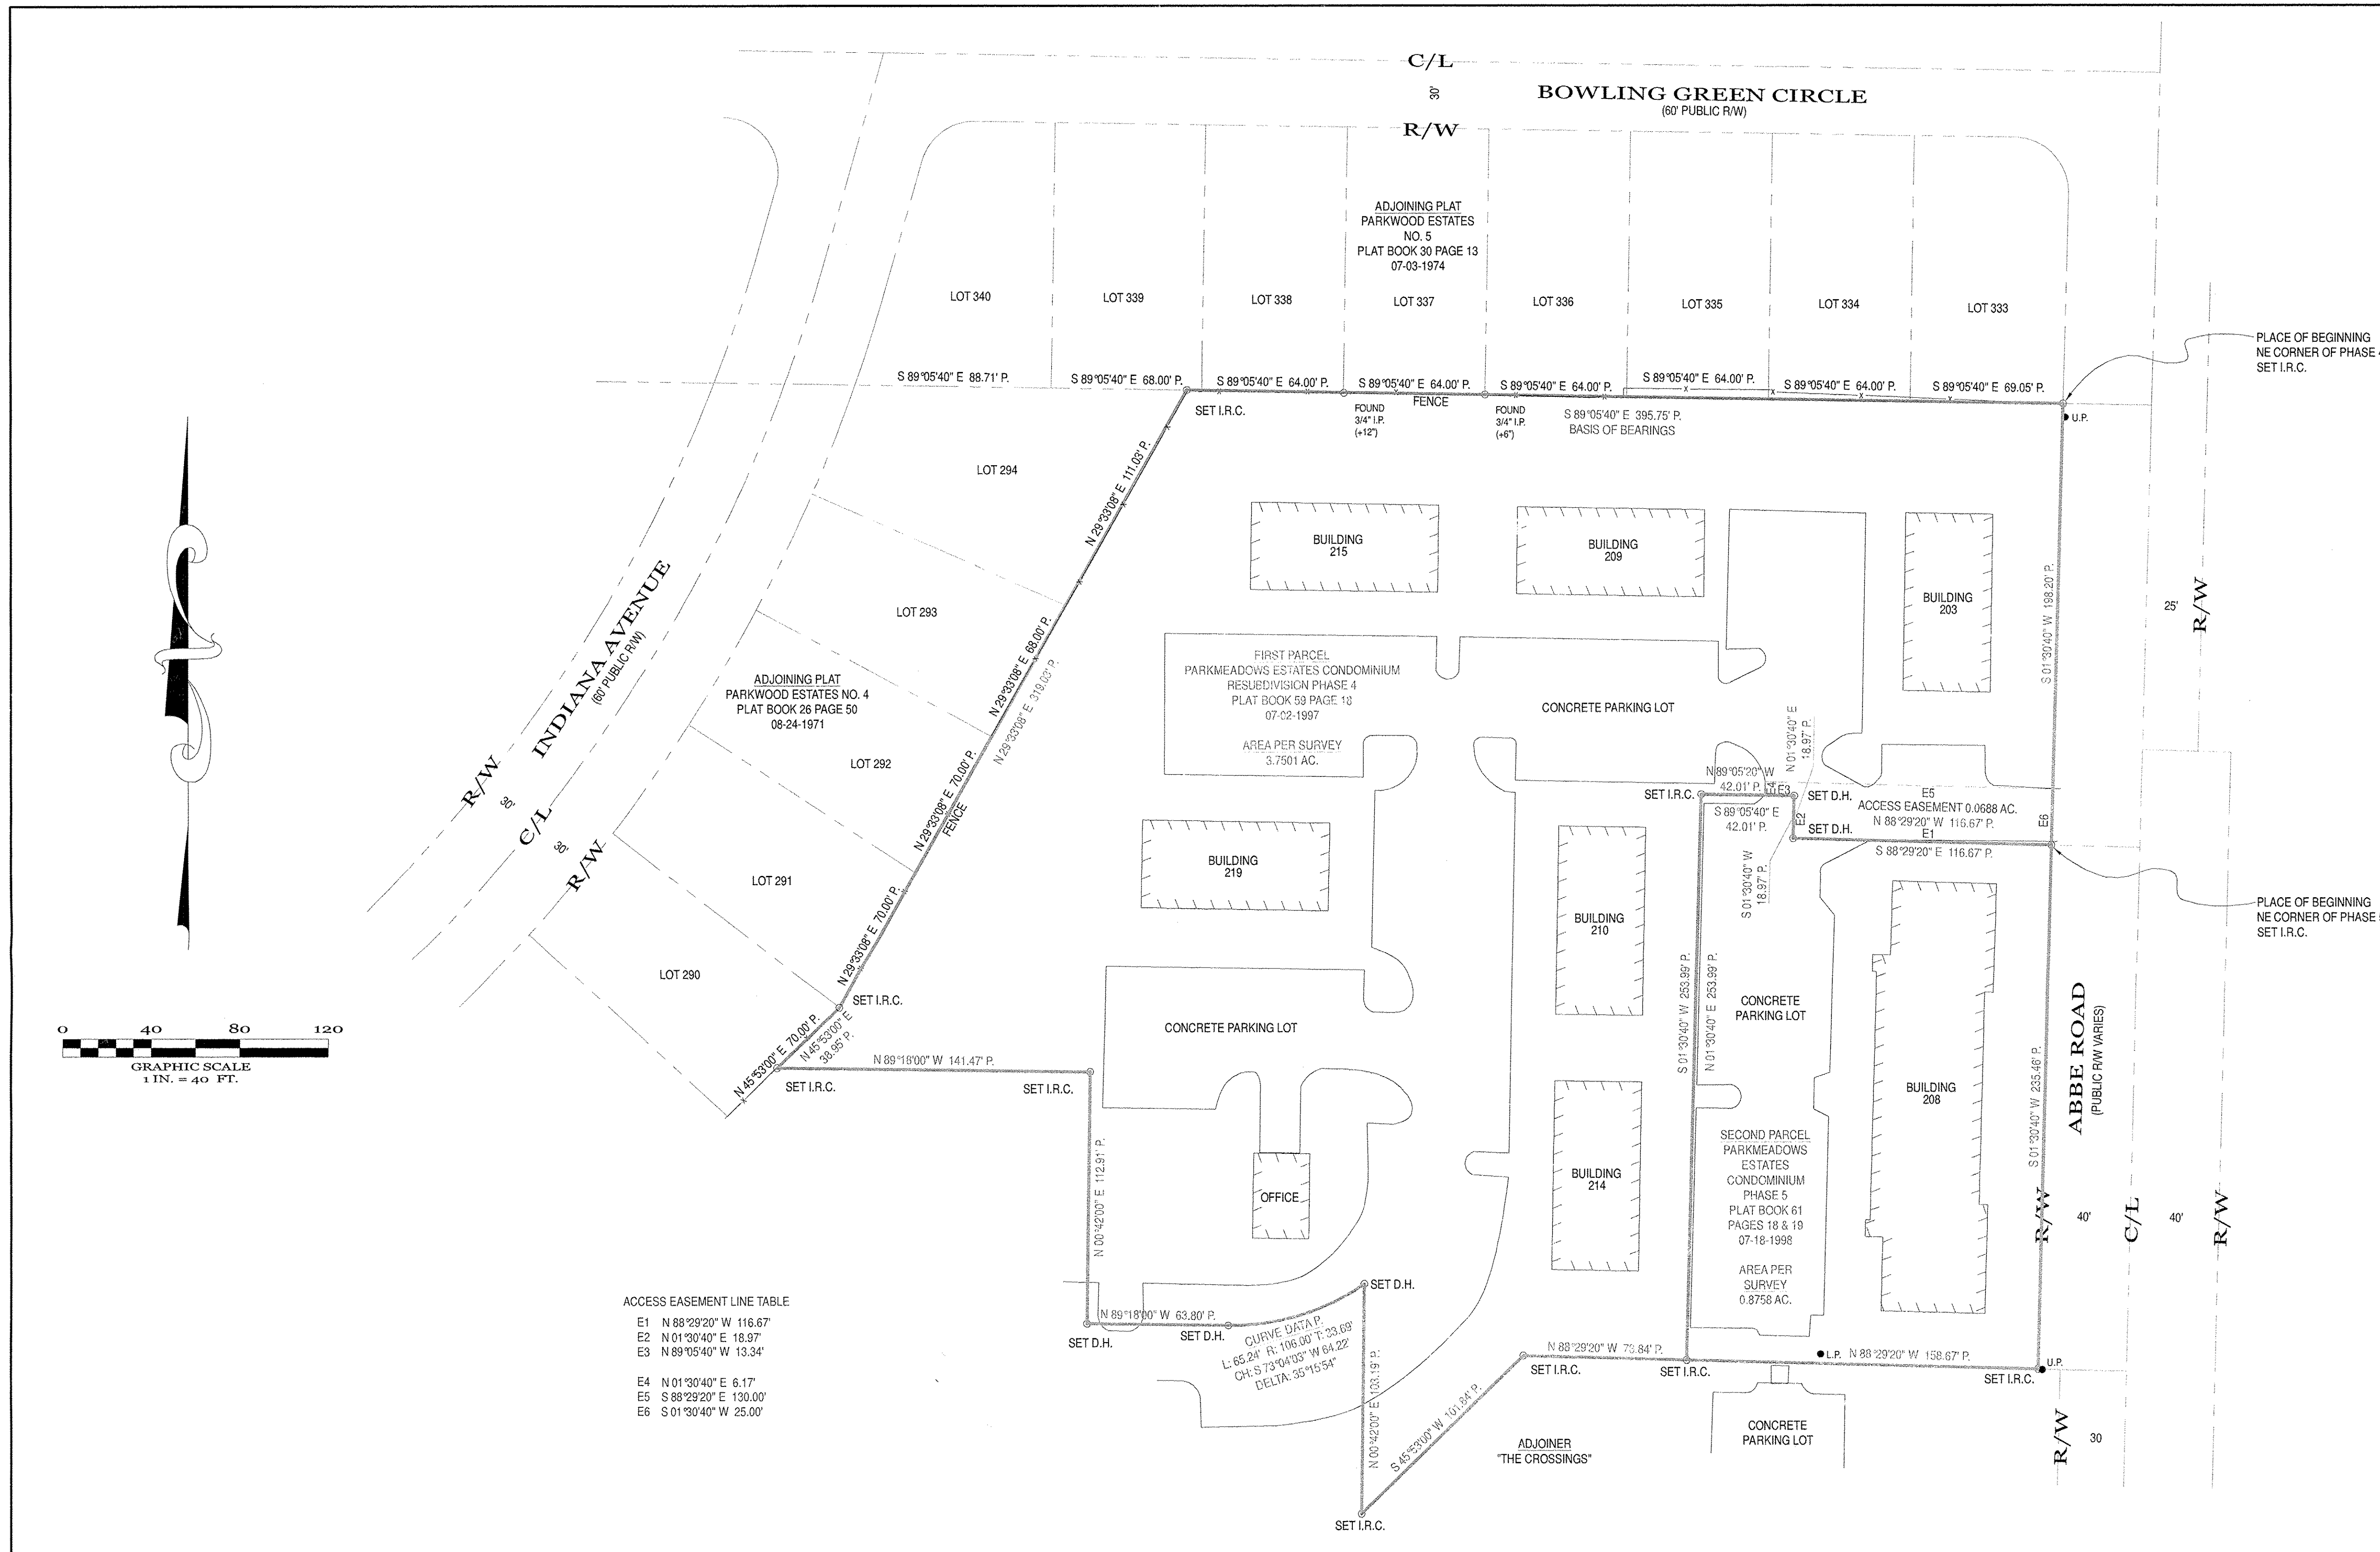 C/L
30'
BOWLING GREEN CIRCLE
(60' PUBLIC R/W)
R/W
ADJOINING PLAT
PARKWOOD ESTATES
NO. 5
PLAT BOOK 30 PAGE 13
07-03-1974
LOT 340
LOT 339
LOT 338
LOT 337
LOT 336
LOT 335
LOT 334
LOT 333
PLACE OF BEGINNING
NE CORNER OF PHASE
SET I.R.C.
S 89°05'40" E 88.71' P.
S 89°05'40" E 68.00' P.
S 89°05'40" E 64.00' P.
S 89°05'40" E 64.00' P.
S 89°05'40" E 64.00' P.
S 89°05'40" E 64.00' P.
S 89°05'40" E 64.00' P.
S 89°05'40" E 69.05' P.
SET I.R.C.
FOUND
3/4" I.P.
(+12")
FENCE
FOUND
3/4" I.P.
(+6")
S 89°05'40" E 395.75' P.
BASIS OF BEARINGS
U.P.
LOT 294
N 29°33'08" E 111.03' P.
BUILDING
215
BUILDING
209
BUILDING
203
S 01°30'40" W 198.20' P.
25'
R/W
INDIANA AVENUE
(60' PUBLIC R/W)
LOT 293
N 29°33'08" E 68.00' P.
N 29°33'08" E 319.03' P.
ADJOINING PLAT
PARKWOOD ESTATES NO. 4
PLAT BOOK 26 PAGE 50
08-24-1971
FIRST PARCEL
PARKMEADOWS ESTATES CONDOMINIUM
RESUBDIVISION PHASE 4
PLAT BOOK 59 PAGE 18
07-02-1997
AREA PER SURVEY
3.7501 AC.
CONCRETE PARKING LOT
N 01°30'40" E
18.97' P.
R/W
30'
C/L
30'
R/W
LOT 292
N 29°33'08" E 70.00' P.
FENCE
N 89°05'20" W
42.01' P.
E4
E3
SET I.R.C.
SET D.H.
S 89°05'40" E
42.01' P.
E2
SET D.H.
E5
ACCESS EASEMENT 0.0688 AC.
N 88°29'20" W 116.67' P.
E1
E6
S 88°29'20" E 116.67' P.
S 01°30'40" W
18.97' P.
LOT 291
N 29°33'08" E 70.00' P.
BUILDING
219
BUILDING
210
PLACE OF BEGINNING
NE CORNER OF PHASE
SET I.R.C.
LOT 290
SET I.R.C.
N 45°53'00" E 70.00' P.
N 45°53'00" E
38.95' P.
N 89°18'00" W 141.47' P.
SET I.R.C.
SET I.R.C.
CONCRETE PARKING LOT
S 01°30'40" W 253.99' P.
N 01°30'40" E 253.99' P.
CONCRETE
PARKING LOT
BUILDING
208
S 01°30'40" W 235.46' P.
ABBE ROAD
(PUBLIC R/W VARIES)
0 40 80 120
GRAPHIC SCALE
1 IN. = 40 FT.
N 00°42'00" E 112.91' P.
OFFICE
BUILDING
214
SECOND PARCEL
PARKMEADOWS
ESTATES
CONDOMINIUM
PHASE 5
PLAT BOOK 61
PAGES 18 & 19
07-18-1998
AREA PER
SURVEY
0.8758 AC.
R/W
40'
C/L
40'
R/W
SET D.H.
N 89°18'00" W 63.80' P.
SET D.H.
SET D.H.
CURVE DATA P.
L: 65.24' R: 106.00' T: 33.69'
CH: S 73°04'03" W 64.22'
DELTA: 35°15'54"
N 00°42'00" E 103.19' P.
S 45°53'00" W 101.84' P.
SET I.R.C.
N 88°29'20" W 73.84' P.
SET I.R.C.
SET I.R.C.
L.P.
N 88°29'20" W 158.67' P.
U.P.
SET I.R.C.
CONCRETE
PARKING LOT
ADJOINER
"THE CROSSINGS"
R/W
30
ACCESS EASEMENT LINE TABLE
E1 N 88°29'20" W 116.67'
E2 N 01°30'40" E 18.97'
E3 N 89°05'40" W 13.34'
E4 N 01°30'40" E 6.17'
E5 S 88°29'20" E 130.00'
E6 S 01°30'40" W 25.00'